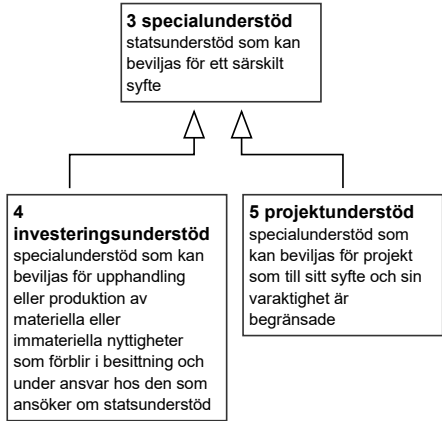 3 specialunderstöd
statsunderstöd som kan
beviljas för ett särskilt
syfte
4
investeringsunderstöd
specialunderstöd som kan
beviljas för upphandling
eller produktion av
materiella eller
immateriella nyttigheter
som förblir i besittning och
under ansvar hos den som
ansöker om statsunderstöd
5 projektunderstöd
specialunderstöd som
kan beviljas för projekt
som till sitt syfte och sin
varaktighet är
begränsade